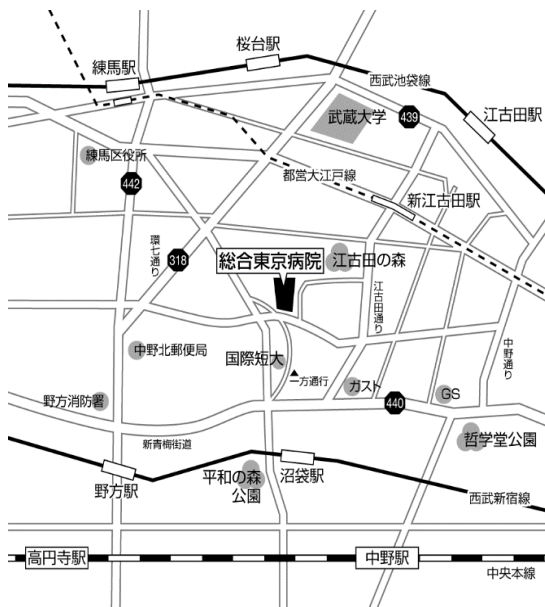 桜台駅
練馬駅
西武池袋線
江古田駅
武蔵大学
439
練馬区役所
442
都営大江戸線
新江古田駅
環七通り
318
総合東京病院
江古田の森
江古田通り
中野通り
中野北郵便局
国際短大
一方通行
ガスト
440
GS
野方消防署
新青梅街道
哲学堂公園
野方駅
平和の森
公園
沼袋駅
西武新宿線
高円寺駅
中野駅
中央本線